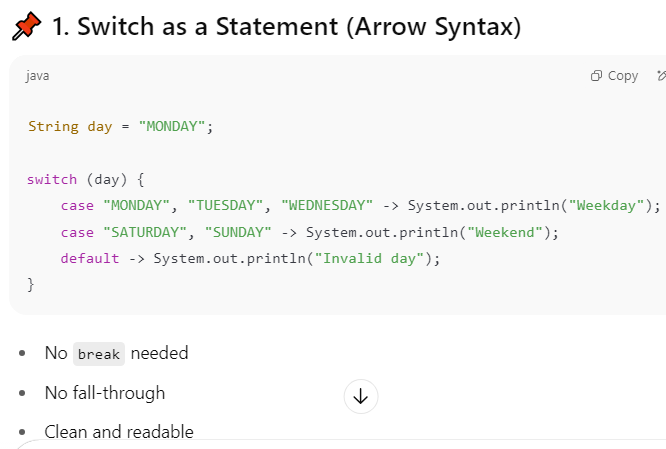 📌 1. Switch as a Statement (Arrow Syntax)
java Copy
String day = "MONDAY";
switch (day) {
    case "MONDAY", "TUESDAY", "WEDNESDAY" -> System.out.println("Weekday");
    case "SATURDAY", "SUNDAY" -> System.out.println("Weekend");
    default -> System.out.println("Invalid day");
}
• No break needed
• No fall-through
• Clean and readable